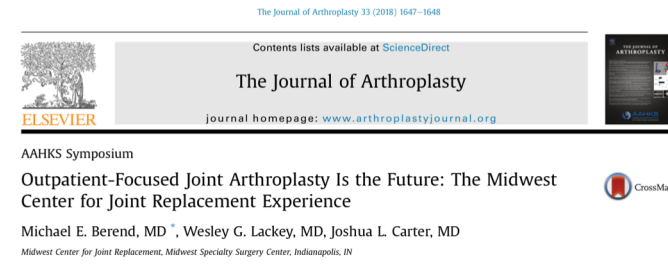 The Journal of Arthroplasty 33 (2018) 1647–1648
Contents lists available at ScienceDirect
The Journal of Arthroplasty
journal homepage: www.arthroplastyjournal.org
ELSEVIER
THE JOURNAL OF
ARTHROPLASTY
AAHKS
AAHKS Symposium
Outpatient-Focused Joint Arthroplasty Is the Future: The Midwest
Center for Joint Replacement Experience
CrossMa
Michael E. Berend, MD *, Wesley G. Lackey, MD, Joshua L. Carter, MD
Midwest Center for Joint Replacement, Midwest Specialty Surgery Center, Indianapolis, IN